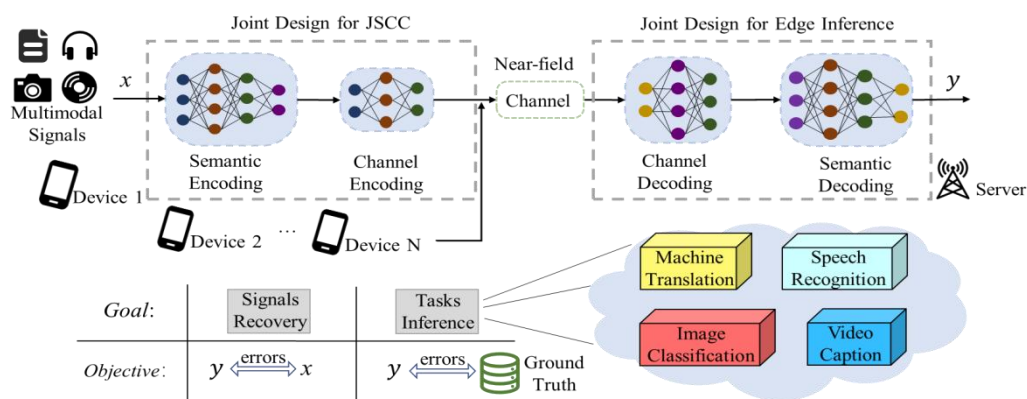 Joint Design for JSCC
Joint Design for Edge Inference
Near-field
x
Channel
y
Multimodal
Signals
Semantic
Encoding
Channel
Encoding
Channel
Decoding
Semantic
Decoding
Device 1
Server
Device 2
...
Device N
Machine
Translation
Speech
Recognition
Goal:
Signals
Recovery
Tasks
Inference
Image
Classification
Video
Caption
Objective:
y errors x
y errors
Ground
Truth